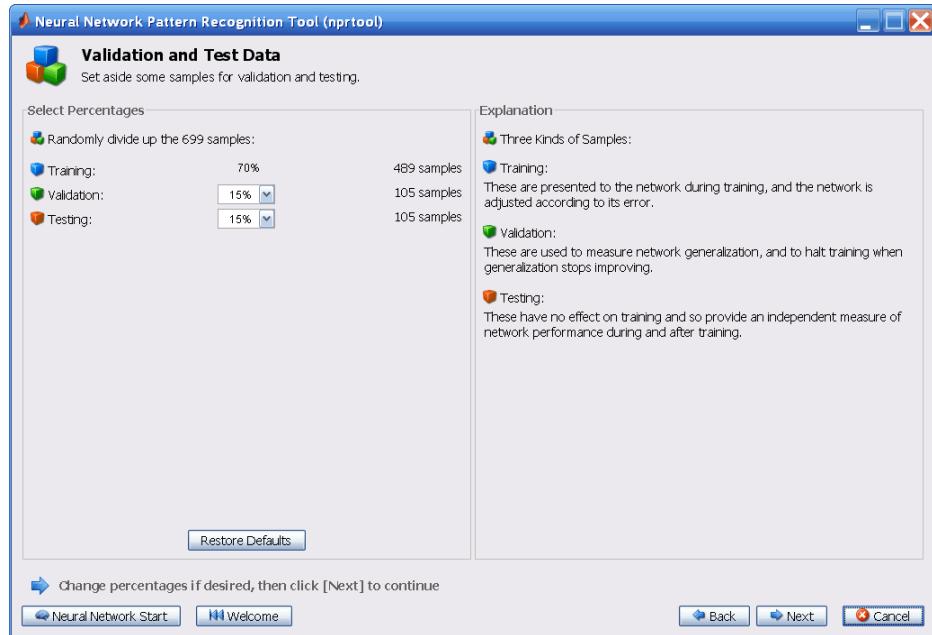 Neural Network Pattern Recognition Tool (nprtool)
Validation and Test Data
Set aside some samples for validation and testing.
Select Percentages
Randomly divide up the 699 samples:
Training: 70% 489 samples
Validation: 15% 105 samples
Testing: 15% 105 samples
Restore Defaults
Explanation
Three Kinds of Samples:
Training:
These are presented to the network during training, and the network is
adjusted according to its error.
Validation:
These are used to measure network generalization, and to halt training when
generalization stops improving.
Testing:
These have no effect on training and so provide an independent measure of
network performance during and after training.
Change percentages if desired, then click [Next] to continue
Neural Network Start Welcome Back Next Cancel